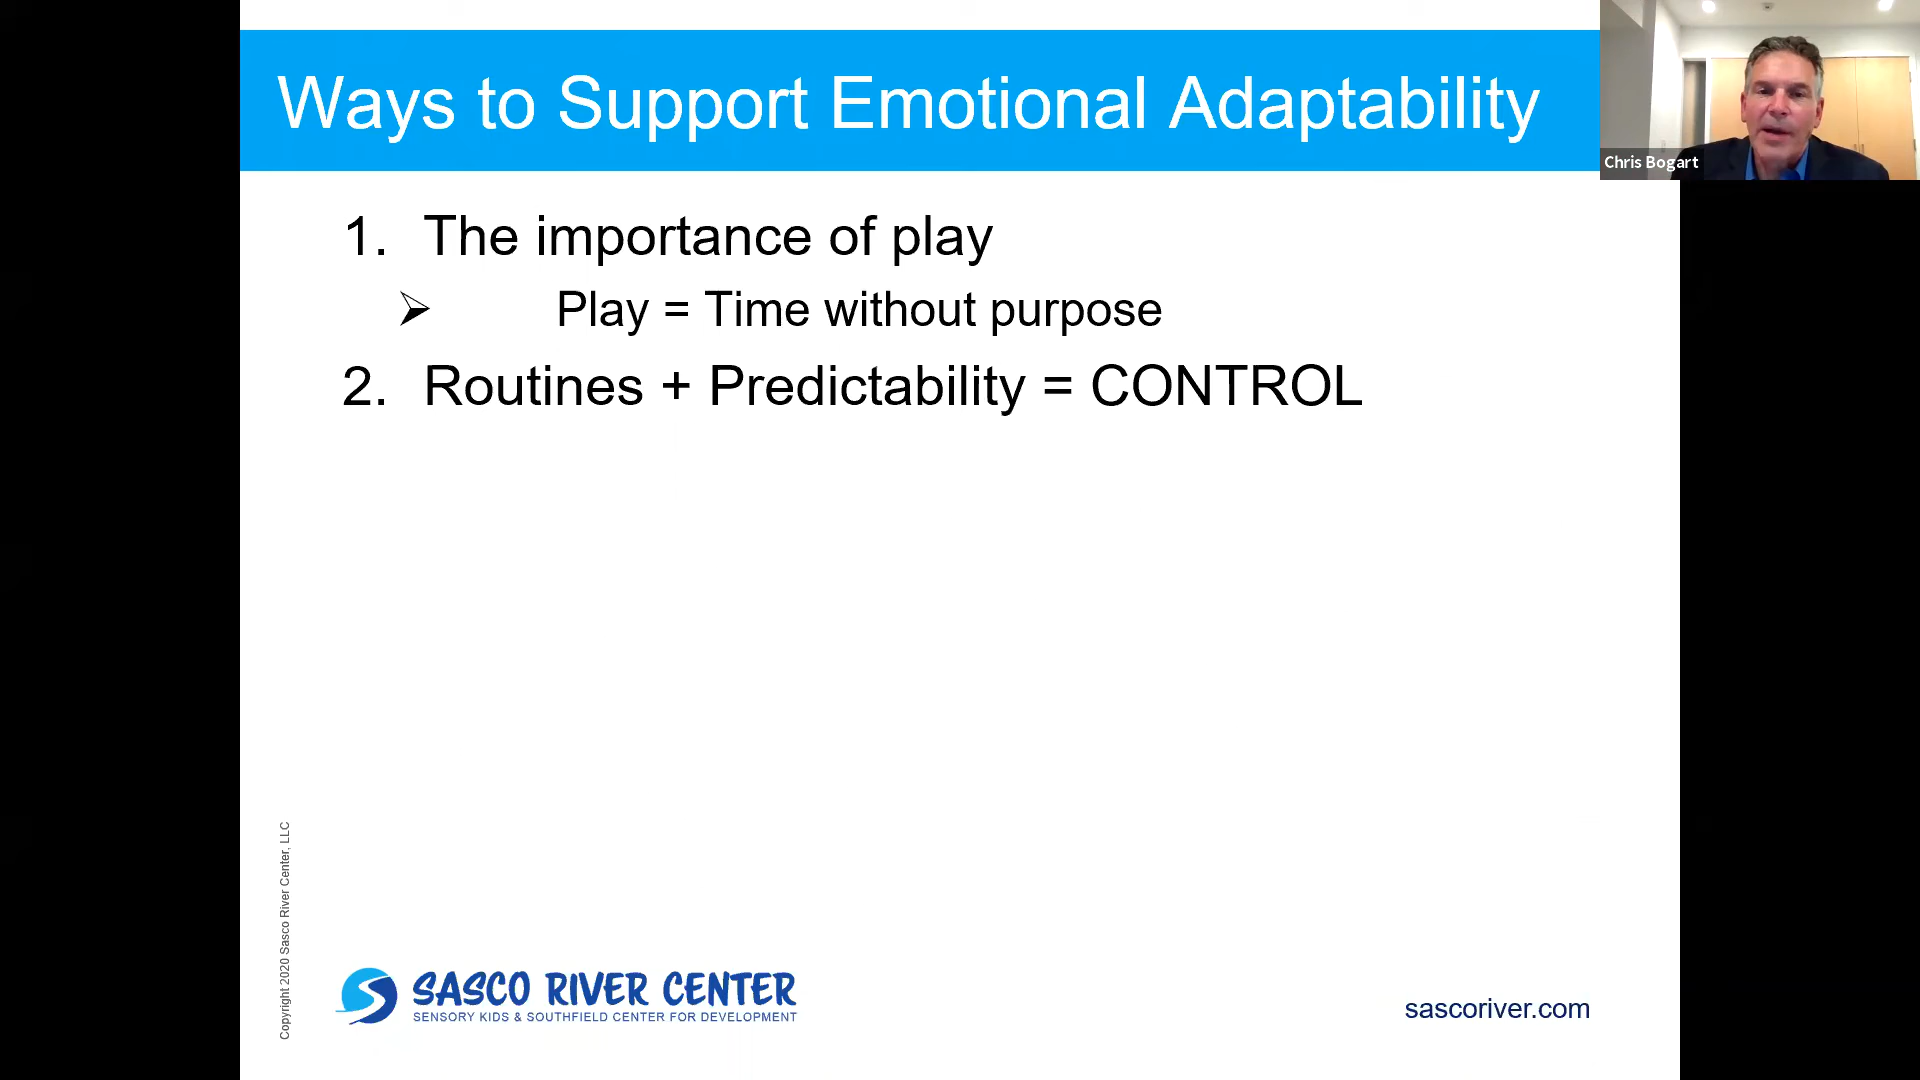 Ways to Support Emotional Adaptability
Chris Bogart
1. The importance of play
➢ Play = Time without purpose
2. Routines + Predictability = CONTROL
Copyright 2020 Sasco River Center, LLC
SASCO RIVER CENTER
SENSORY KIDS & SOUTHFIELD CENTER FOR DEVELOPMENT
sascoriver.com